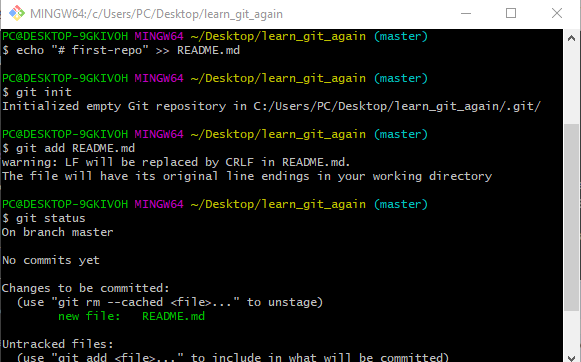 MINGW64:/c/Users/PC/Desktop/learn_git_again
PC@DESKTOP-9GKIVOH MINGW64 ~/Desktop/learn_git_again (master)
$ echo "# first-repo" >> README.md
PC@DESKTOP-9GKIVOH MINGW64 ~/Desktop/learn_git_again (master)
$ git init
Initialized empty Git repository in C:/Users/PC/Desktop/learn_git_again/.git/
PC@DESKTOP-9GKIVOH MINGW64 ~/Desktop/learn_git_again (master)
$ git add README.md
warning: LF will be replaced by CRLF in README.md.
The file will have its original line endings in your working directory
PC@DESKTOP-9GKIVOH MINGW64 ~/Desktop/learn_git_again (master)
$ git status
On branch master
No commits yet
Changes to be committed:
  (use "git rm --cached <file>..." to unstage)
        new file:   README.md
Untracked files:
  (use "git add <file>..." to include in what will be committed)